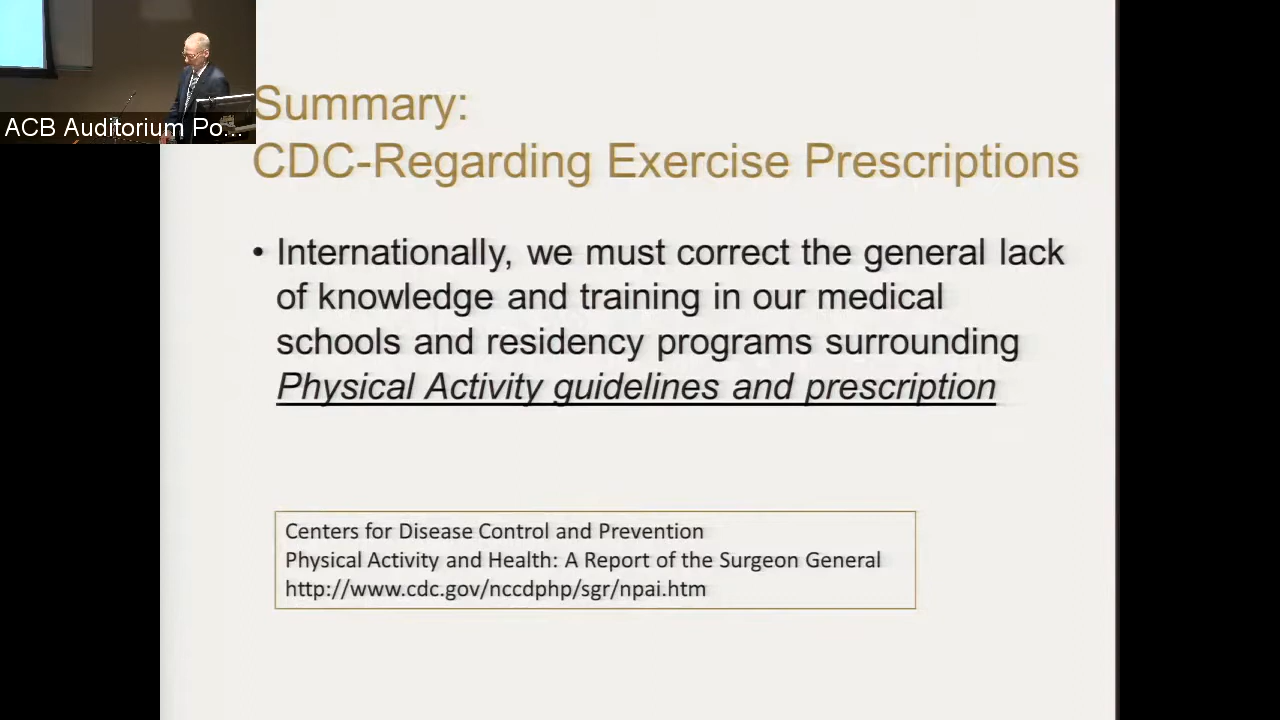 ACB Auditorium Po...
Summary:
CDC-Regarding Exercise Prescriptions
• Internationally, we must correct the general lack
of knowledge and training in our medical
schools and residency programs surrounding
Physical Activity guidelines and prescription
Centers for Disease Control and Prevention
Physical Activity and Health: A Report of the Surgeon General
http://www.cdc.gov/nccdphp/sgr/npai.htm